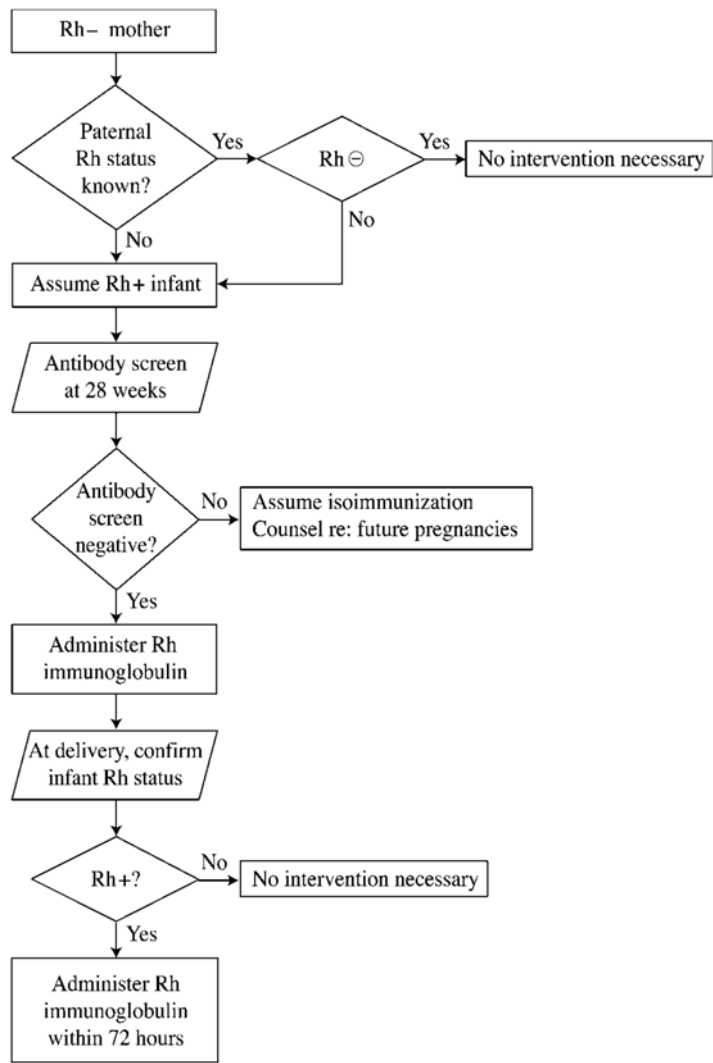 Rh– mother
Paternal
Rh status
known?
Yes
Rh ⊖
Yes
No intervention necessary
No
No
Assume Rh+ infant
Antibody screen
at 28 weeks
Antibody
screen
negative?
No
Assume isoimmunization
Counsel re: future pregnancies
Yes
Administer Rh
immunoglobulin
At delivery, confirm
infant Rh status
Rh+?
No
No intervention necessary
Yes
Administer Rh
immunoglobulin
within 72 hours